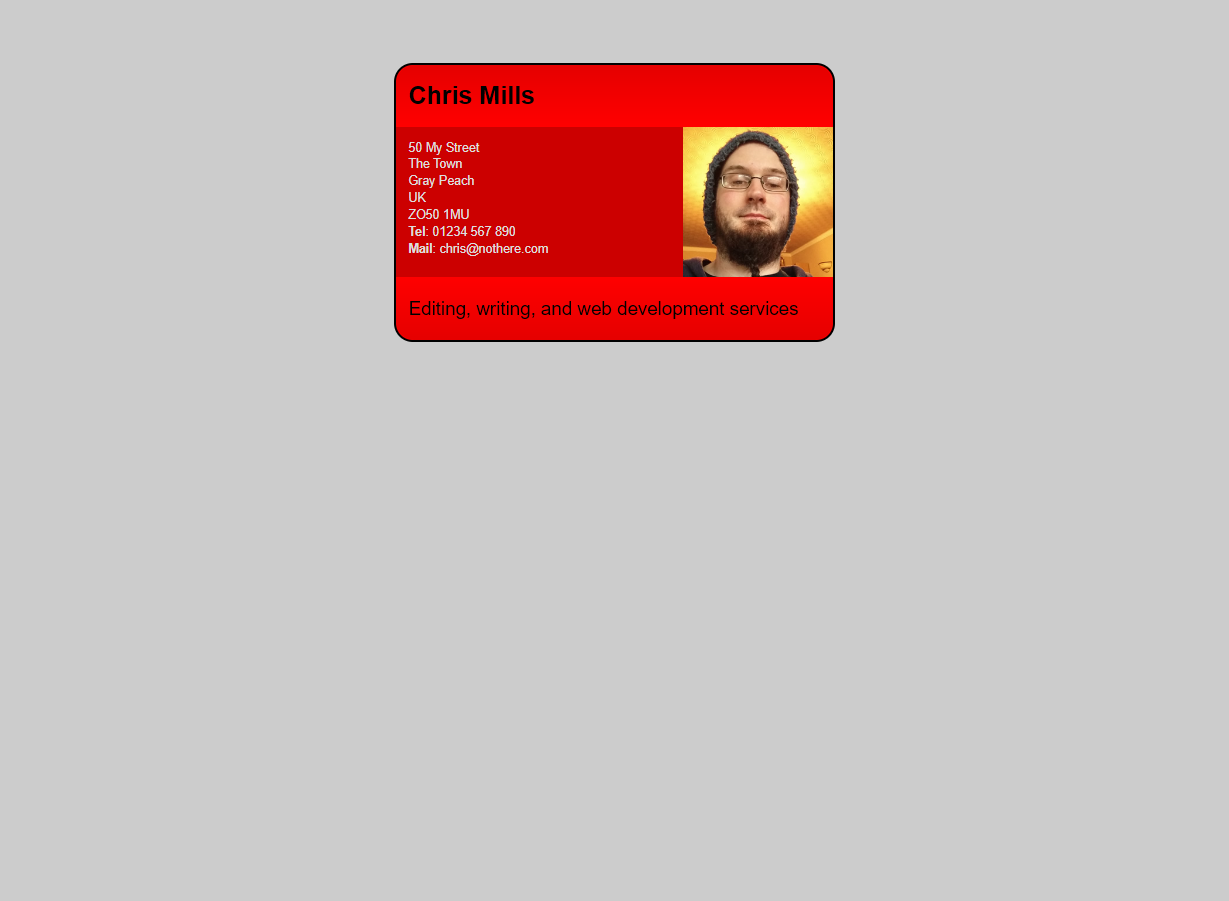 Chris Mills
50 My Street
The Town
Gray Peach
UK
ZO50 1MU
Tel: 01234 567 890
Mail: chris@nothere.com
Editing, writing, and web development services